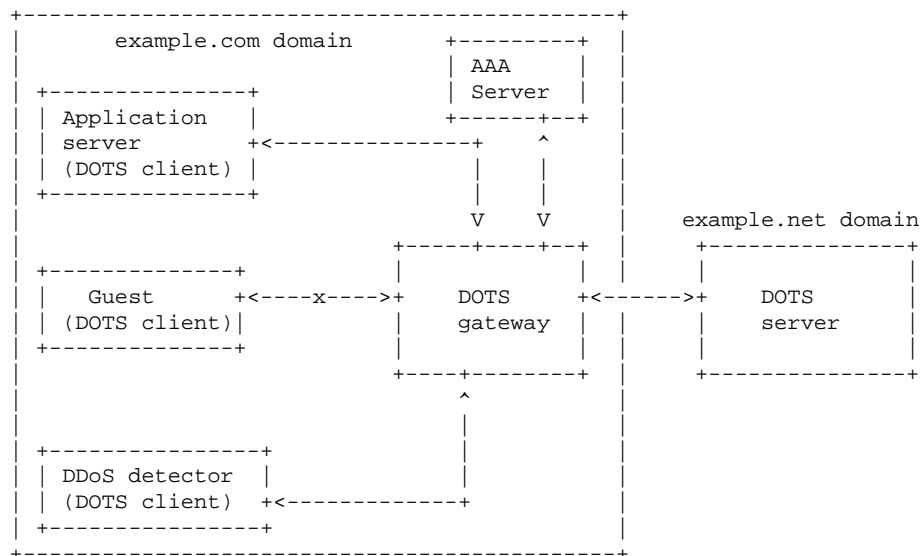 example.com domain
AAA
Server
Application
server
(DOTS client)
example.net domain
Guest
(DOTS client)
x
DOTS
gateway
DOTS
server
DDoS detector
(DOTS client)